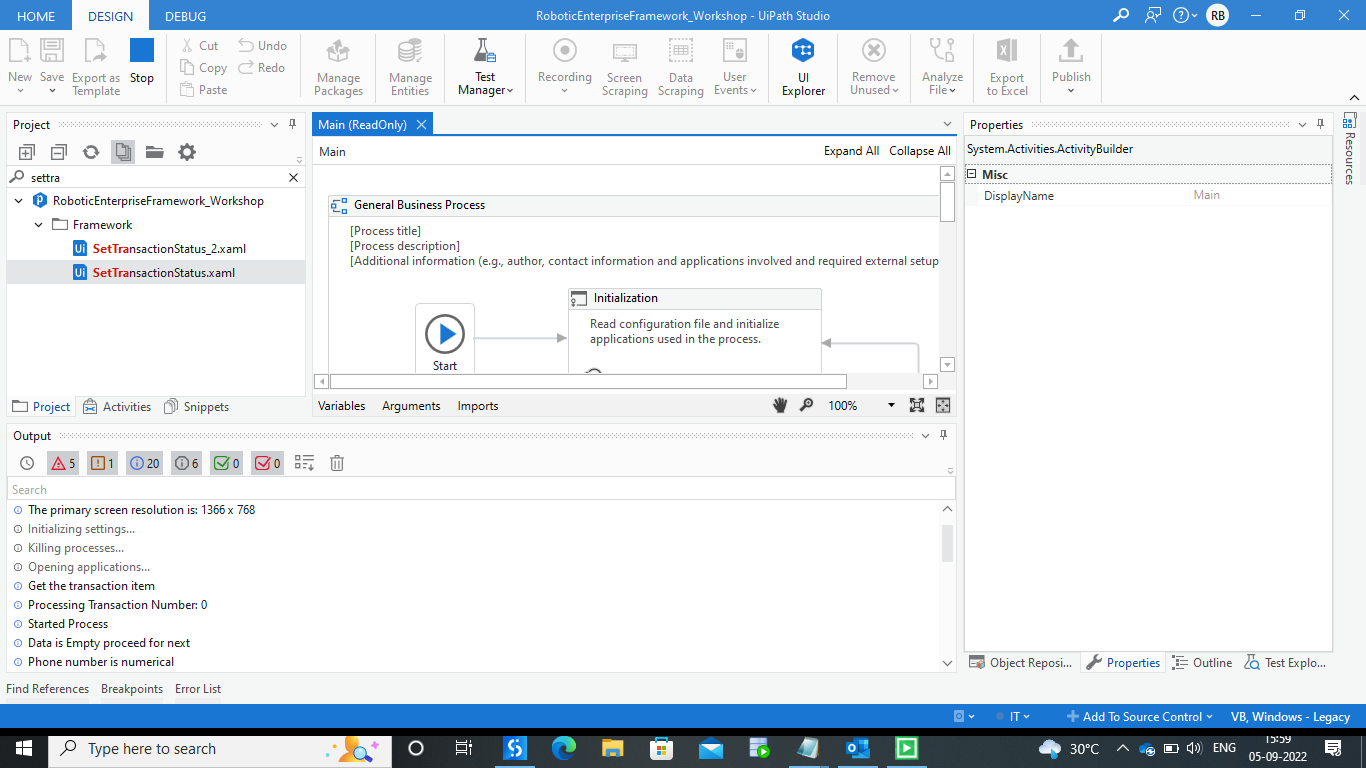 HOME DESIGN DEBUG RoboticEnterpriseFramework_Workshop - UiPath Studio RB
New Save Export as Template Stop
Cut Copy Paste Undo Redo
Manage Packages
Manage Entities
Test Manager
Recording
Screen Scraping
Data Scraping
User Events
UI Explorer
Remove Unused
Analyze File
Export to Excel
Publish
Project
settra
RoboticEnterpriseFramework_Workshop
Framework
SetTransactionStatus_2.xaml
SetTransactionStatus.xaml
Project Activities Snippets
Main (ReadOnly)
Main Expand All Collapse All
General Business Process
[Process title]
[Process description]
[Additional information (e.g., author, contact information and applications involved and required external setup
Initialization
Read configuration file and initialize
applications used in the process.
Start
Variables Arguments Imports 100%
Properties
System.Activities.ActivityBuilder
Misc
DisplayName Main
Resources
Object Reposi... Properties Outline Test Explo...
Output
5 1 20 6 0 0
Search
The primary screen resolution is: 1366 x 768
Initializing settings...
Killing processes...
Opening applications...
Get the transaction item
Processing Transaction Number: 0
Started Process
Data is Empty proceed for next
Phone number is numerical
Find References Breakpoints Error List
IT Add To Source Control VB, Windows - Legacy
Type here to search 30°C ENG 15:59
05-09-2022